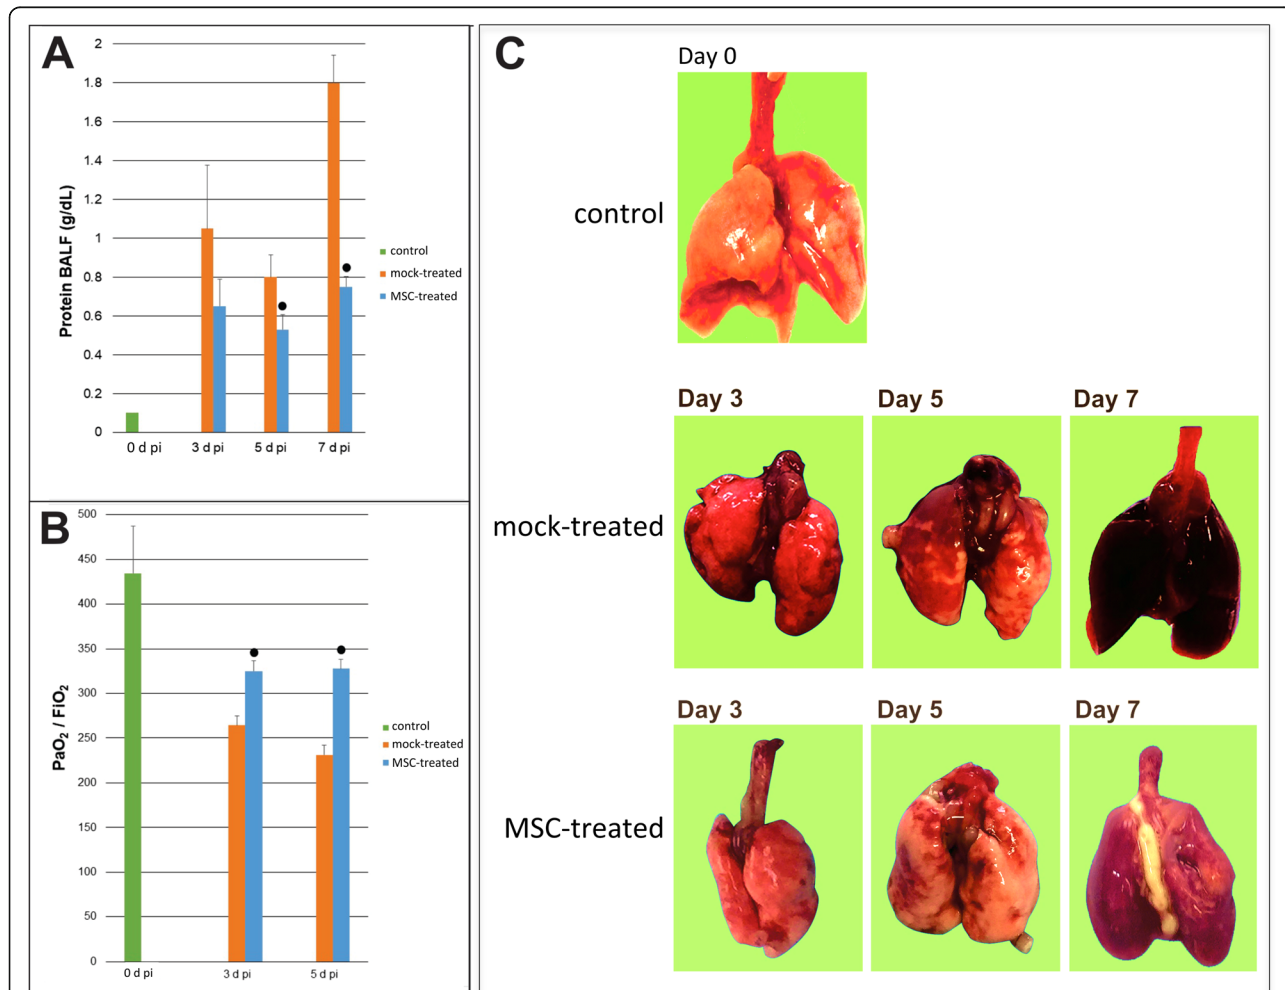 A
2
1.8
1.6
1.4
1.2
1
0.8
0.6
0.4
0.2
0
Protein BALF (g/dL)
0 d pi
3 d pi
5 d pi
7 d pi
control
mock-treated
MSC-treated
B
500
450
400
350
300
250
200
150
100
50
0
PaO2 / FiO2
0 d pi
3 d pi
5 d pi
control
mock-treated
MSC-treated
C
Day 0
control
Day 3
Day 5
Day 7
mock-treated
Day 3
Day 5
Day 7
MSC-treated